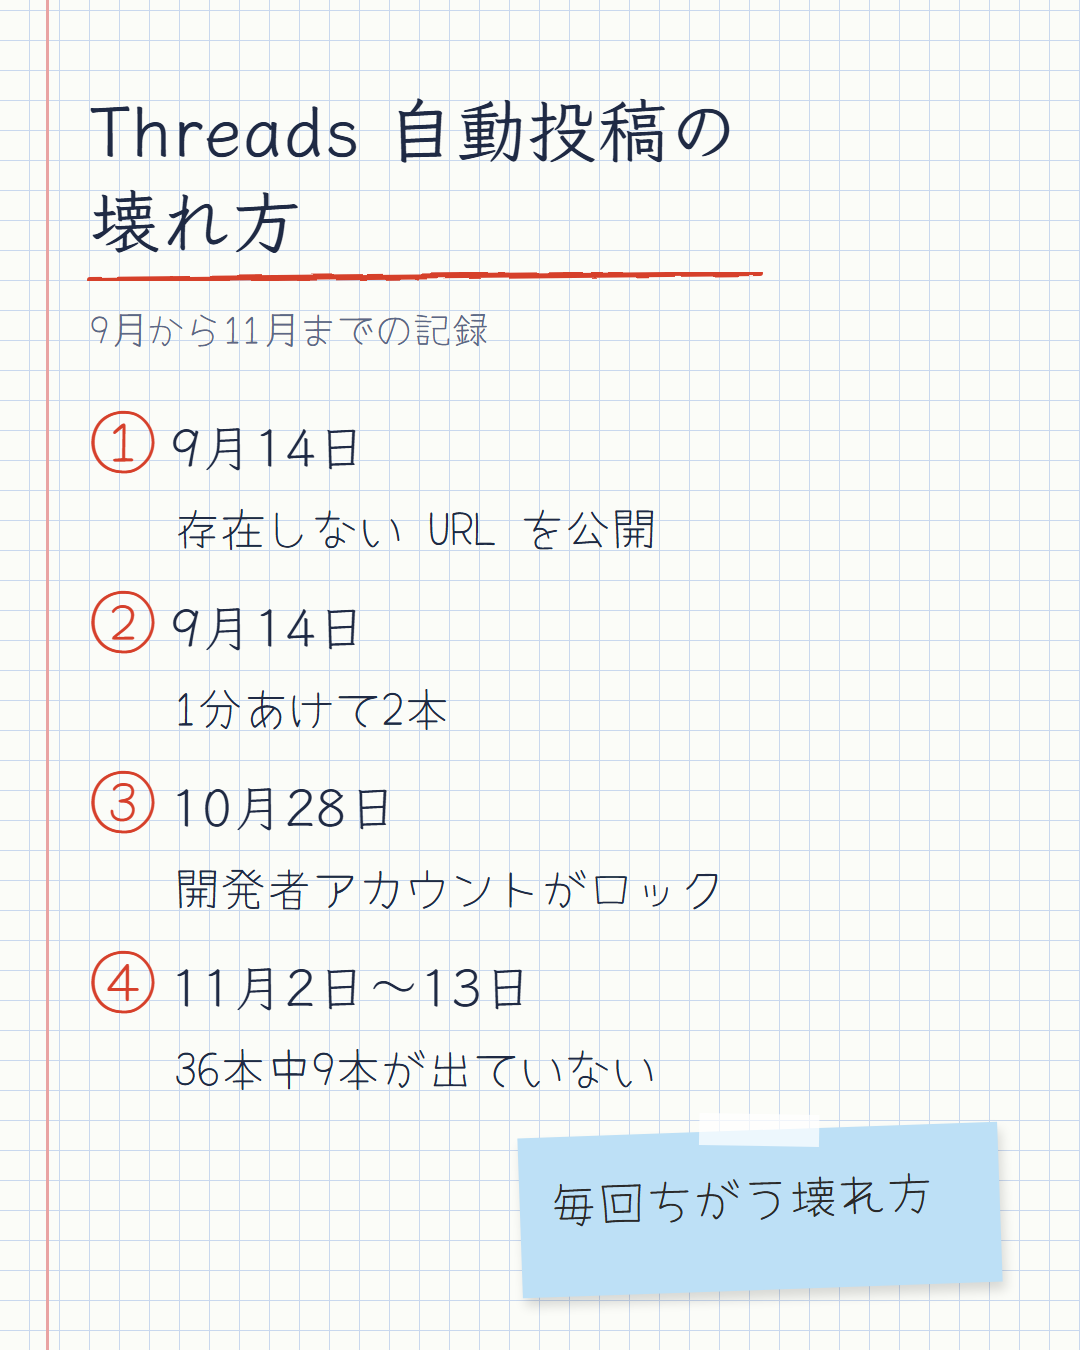 Threads 自動投稿の
壊れ方
9月から11月までの記録
① 9月14日
存在しない URL を公開
② 9月14日
1分あけて2本
③ 10月28日
開発者アカウントがロック
④ 11月2日〜13日
36本中9本が出ていない
毎回ちがう壊れ方